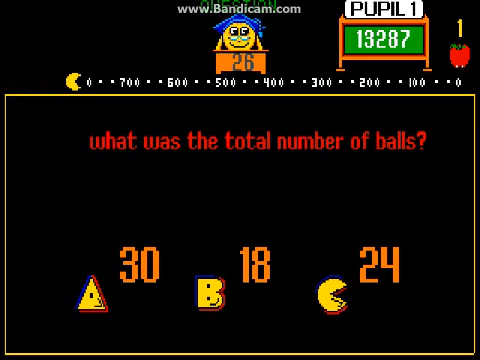 QUESTION
www.Bandicam.com
PUPIL 1
1
13287
26
0 · · 700 · · 600 · · 500 · · 400 · · 300 · · 200 · · 100 · · 0
what was the total number of balls?
A 30 B 18 C 24